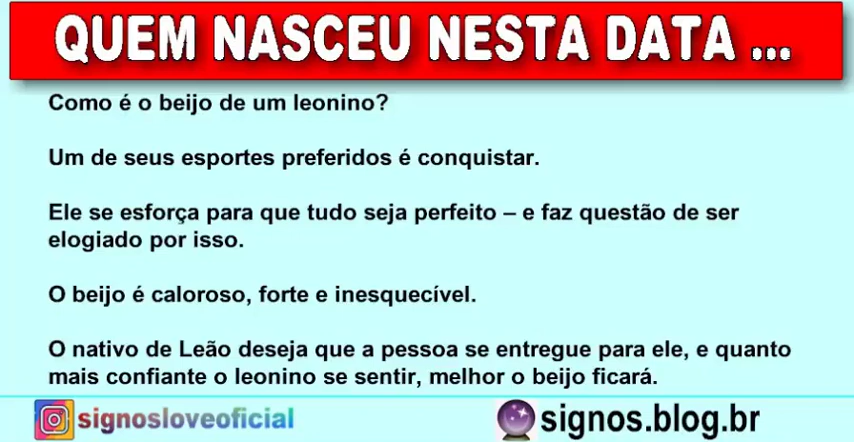 QUEM NASCEU NESTA DATA ...
Como é o beijo de um leonino?
Um de seus esportes preferidos é conquistar.
Ele se esforça para que tudo seja perfeito – e faz questão de ser
elogiado por isso.
O beijo é caloroso, forte e inesquecível.
O nativo de Leão deseja que a pessoa se entregue para ele, e quanto
mais confiante o leonino se sentir, melhor o beijo ficará.
signosloveoficial
signos.blog.br